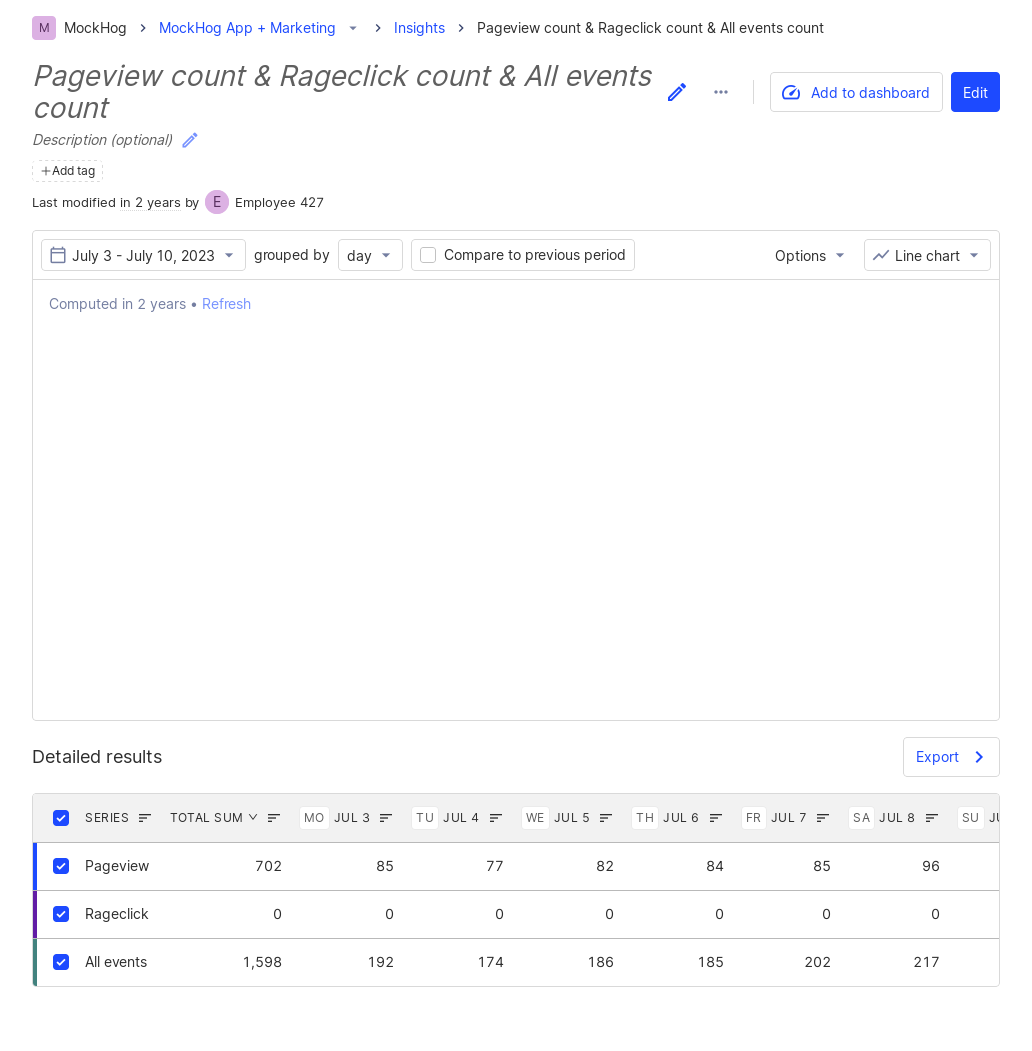 M MockHog MockHog App + Marketing Insights Pageview count & Rageclick count & All events count
Pageview count & Rageclick count & All events
count
Add to dashboard
Edit
Description (optional)
Add tag
Last modified in 2 years by E Employee 427
July 3 - July 10, 2023 grouped by day Compare to previous period Options Line chart
Computed in 2 years • Refresh
Detailed results
Export
SERIES TOTAL SUM MO JUL 3 TU JUL 4 WE JUL 5 TH JUL 6 FR JUL 7 SA JUL 8 SU
Pageview 702 85 77 82 84 85 96
Rageclick 0 0 0 0 0 0 0
All events 1,598 192 174 186 185 202 217